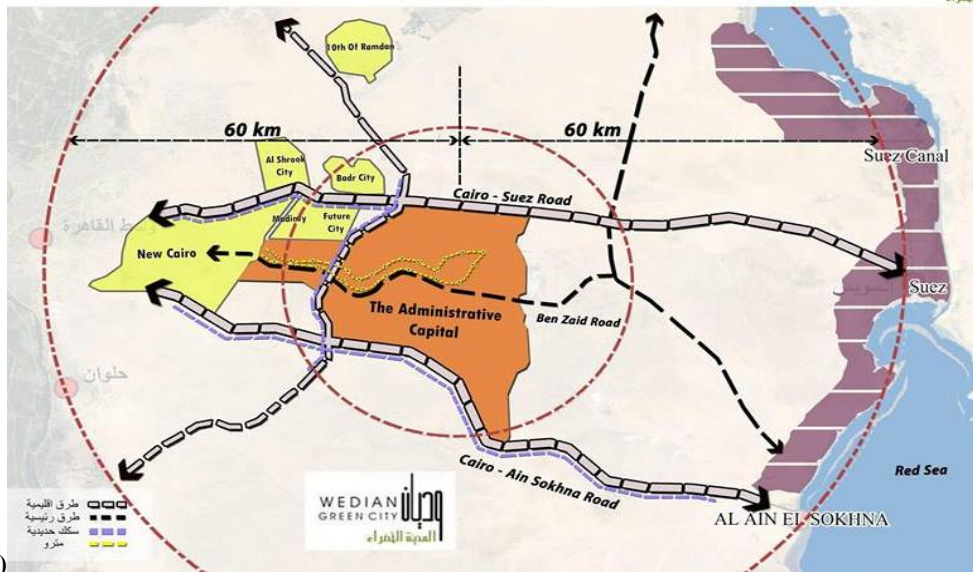 10th Of Ramdan
60 km
60 km
Al Shrook
City
Badr City
Suez Canal
Cairo - Suez Road
Madinty
Future
City
وسط القاهرة
New Cairo
Suez
The Administrative
Capital
Ben Zaid Road
حلوان
Red Sea
Cairo - Ain Sokhna Road
WEDIAN
GREEN CITY
وديان
المدينة الخضراء
AL AIN EL SOKHNA
طرق اقليمية
طرق رئيسية
سكك حديدية
مترو
)